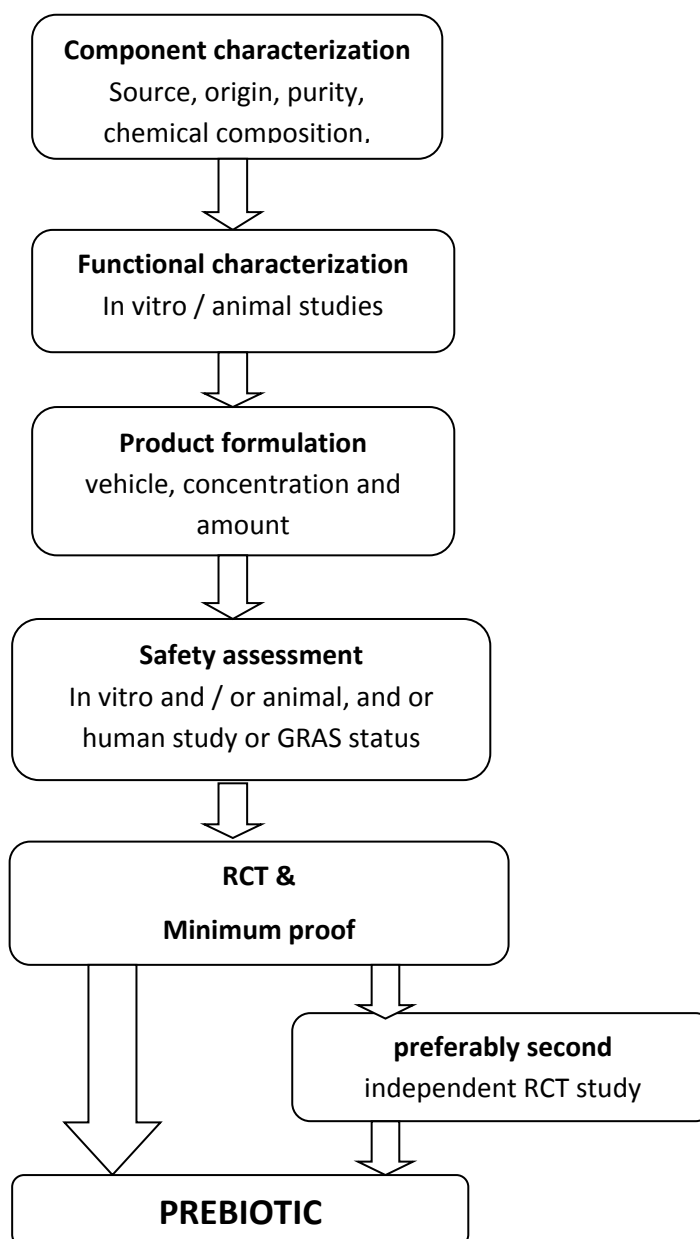 Component characterization
Source, origin, purity,
chemical composition,
Functional characterization
In vitro / animal studies
Product formulation
vehicle, concentration and
amount
Safety assessment
In vitro and / or animal, and or
human study or GRAS status
RCT &
Minimum proof
preferably second
independent RCT study
PREBIOTIC